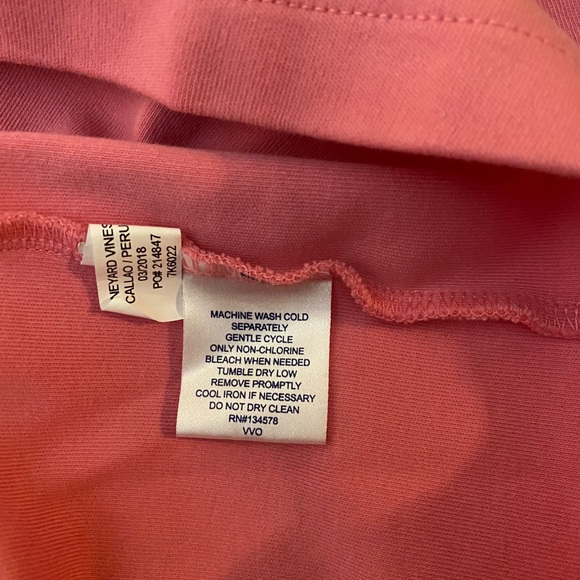 NEYARD VINES
CALLAO / PERU
03/2018
PO# 214847
7K6022
MACHINE WASH COLD
SEPARATELY
GENTLE CYCLE
ONLY NON-CHLORINE
BLEACH WHEN NEEDED
TUMBLE DRY LOW
REMOVE PROMPTLY
COOL IRON IF NECESSARY
DO NOT DRY CLEAN
RN#134578
VVO